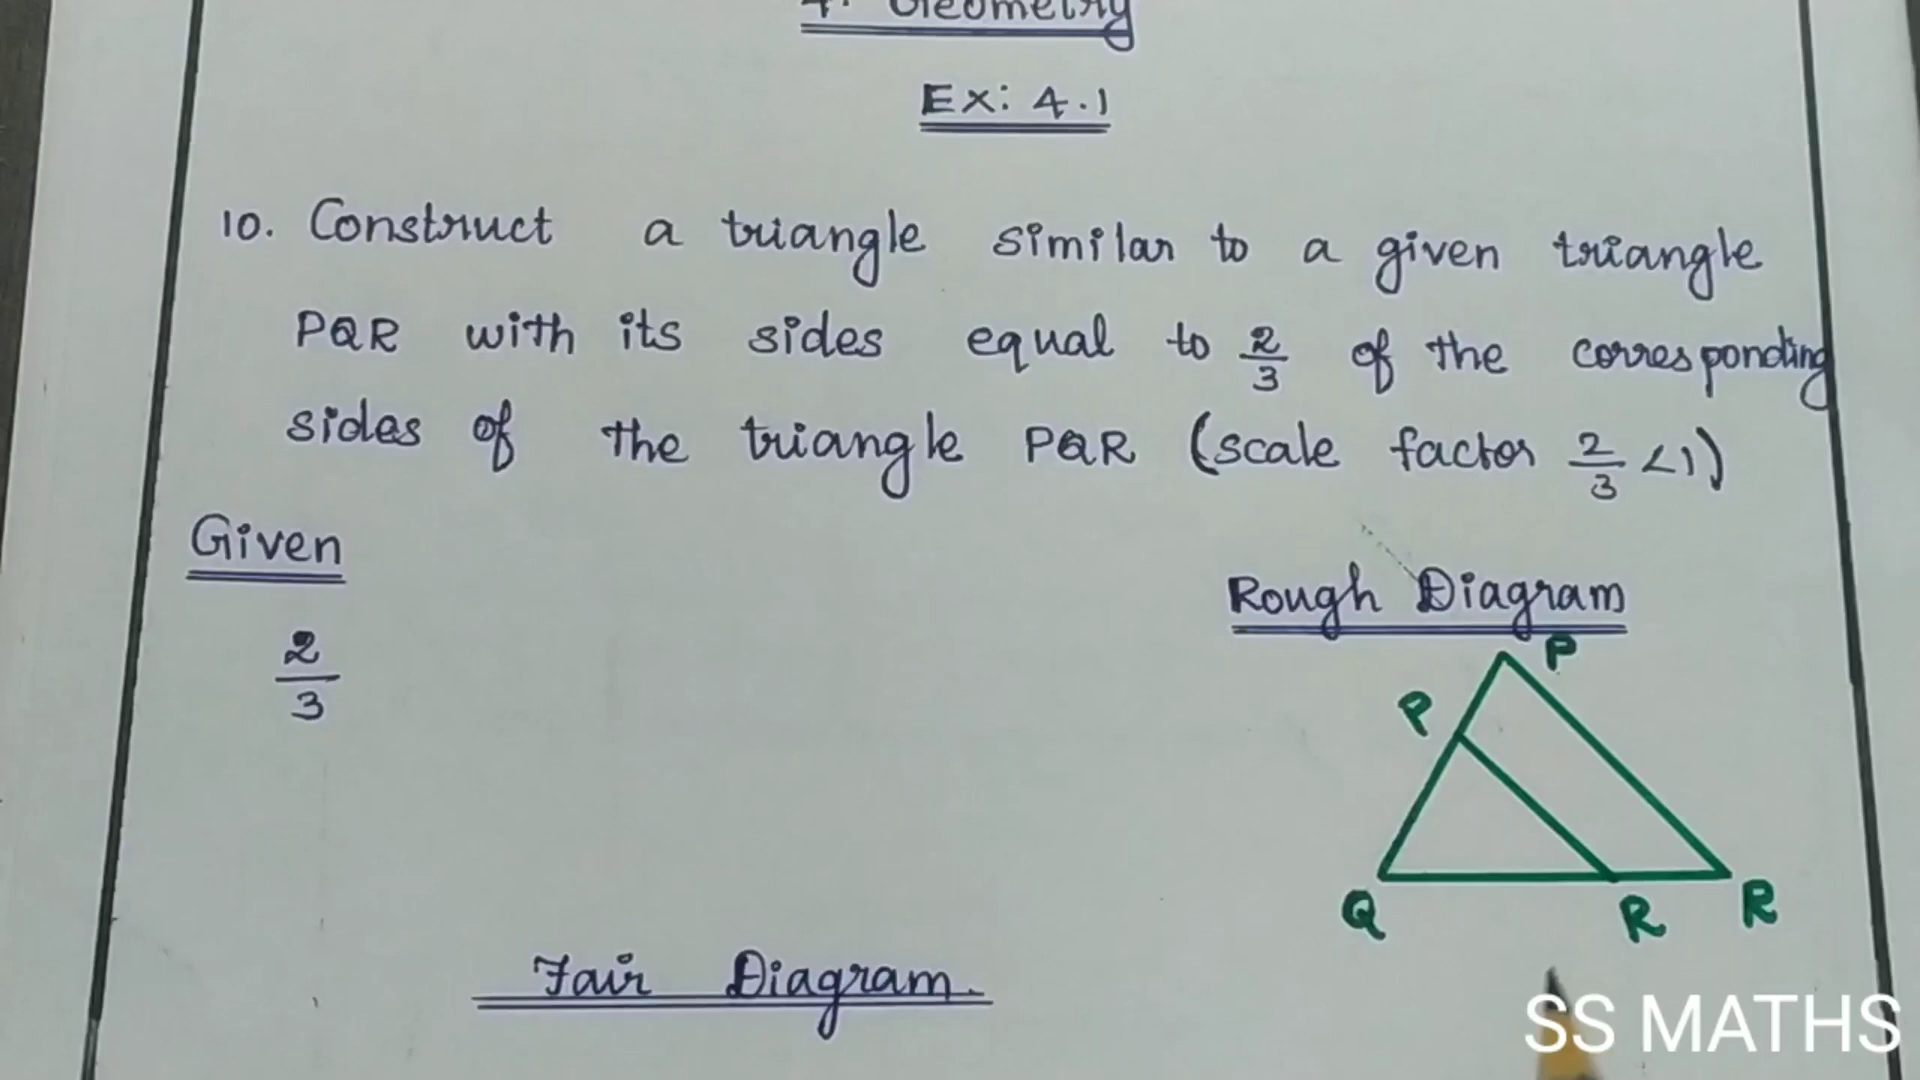 4. Geometry
Ex: 4.1
10. Construct a triangle similar to a given triangle
PQR with its sides equal to 2/3 of the corresponding
sides of the triangle PQR (scale factor 2/3 <1)
Given
Rough Diagram
2/3
P
P
Q
R
R
Fair Diagram.
SS MATHS